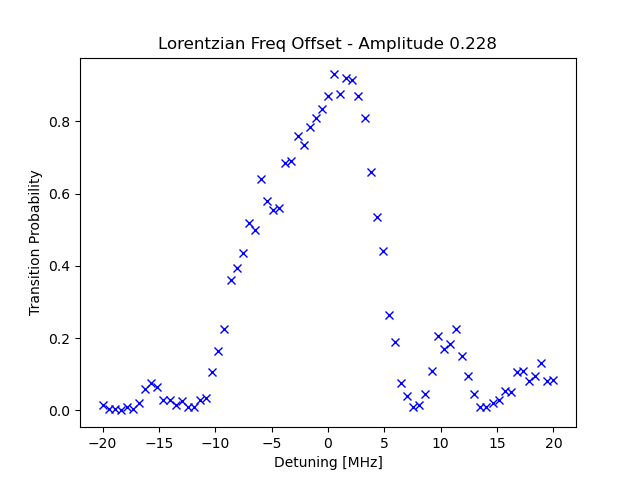 Lorentzian Freq Offset - Amplitude 0.228
Transition Probability
0.8
0.6
0.4
0.2
0.0
−20 −15 −10 −5 0 5 10 15 20
Detuning [MHz]